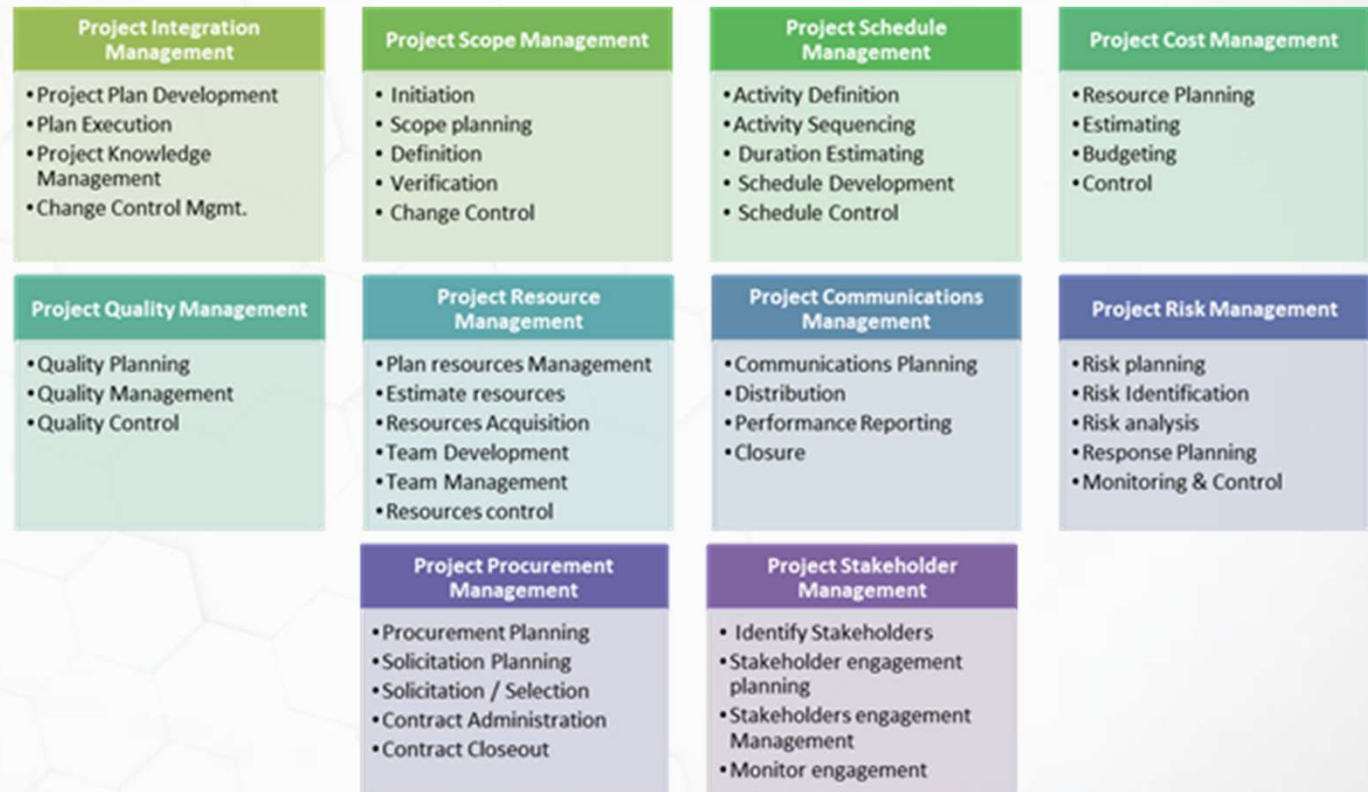 Project Integration
Management
•Project Plan Development
•Plan Execution
•Project Knowledge
Management
•Change Control Mgmt.
Project Scope Management
• Initiation
• Scope planning
• Definition
• Verification
• Change Control
Project Schedule
Management
•Activity Definition
•Activity Sequencing
• Duration Estimating
• Schedule Development
• Schedule Control
Project Cost Management
•Resource Planning
•Estimating
•Budgeting
•Control
Project Quality Management
•Quality Planning
•Quality Management
•Quality Control
Project Resource
Management
•Plan resources Management
•Estimate resources
•Resources Acquisition
•Team Development
•Team Management
•Resources control
Project Communications
Management
•Communications Planning
•Distribution
•Performance Reporting
•Closure
Project Risk Management
•Risk planning
•Risk Identification
•Risk analysis
•Response Planning
•Monitoring & Control
Project Procurement
Management
•Procurement Planning
•Solicitation Planning
•Solicitation / Selection
•Contract Administration
•Contract Closeout
Project Stakeholder
Management
• Identify Stakeholders
•Stakeholder engagement
planning
•Stakeholders engagement
Management
•Monitor engagement